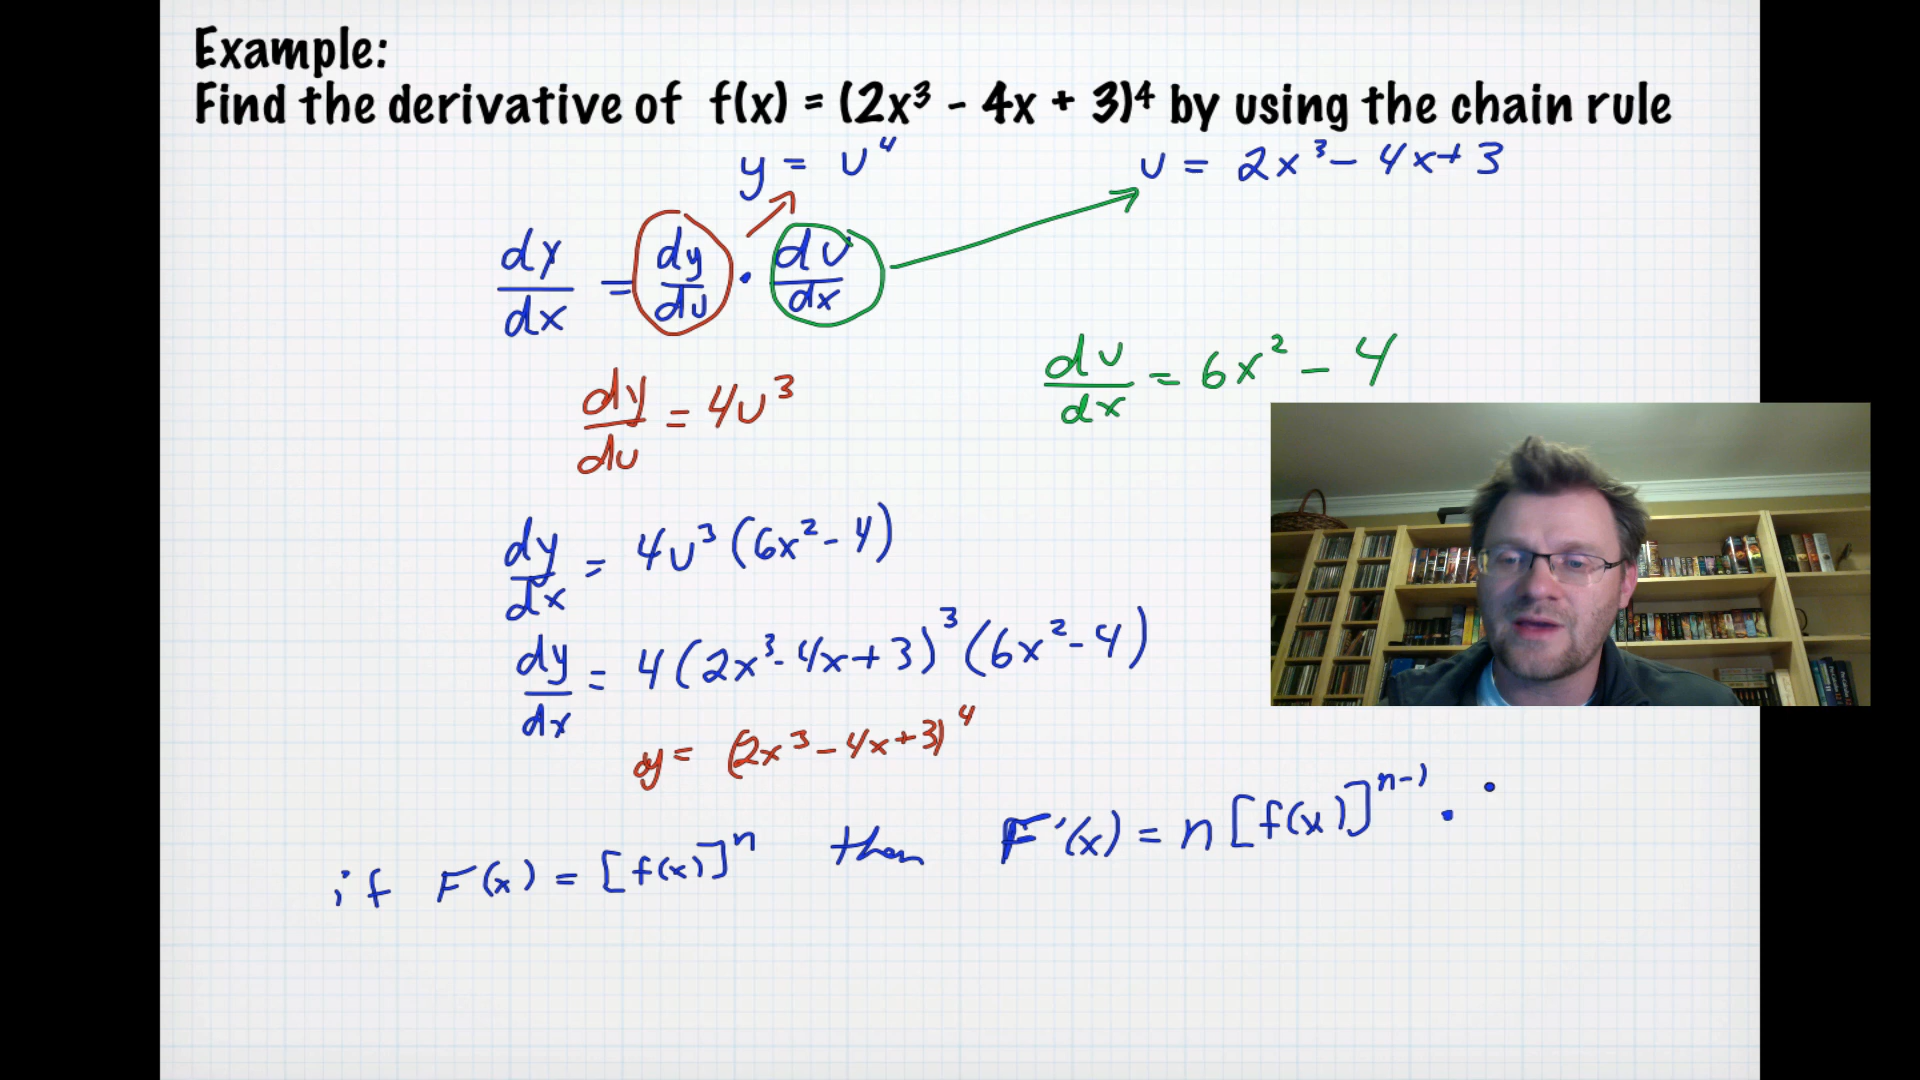 Example:
Find the derivative of f(x) = (2x³ - 4x + 3)⁴ by using the chain rule
y = u⁴
u = 2x³ - 4x + 3
dy/dx = dy/du · du/dx
du/dx = 6x² - 4
dy/du = 4u³
dy/dx = 4u³(6x² - 4)
dy/dx = 4(2x³ - 4x + 3)³(6x² - 4)
y = (2x³ - 4x + 3)⁴
if F(x) = [f(x)]ⁿ then F'(x) = n[f(x)]ⁿ⁻¹ ·